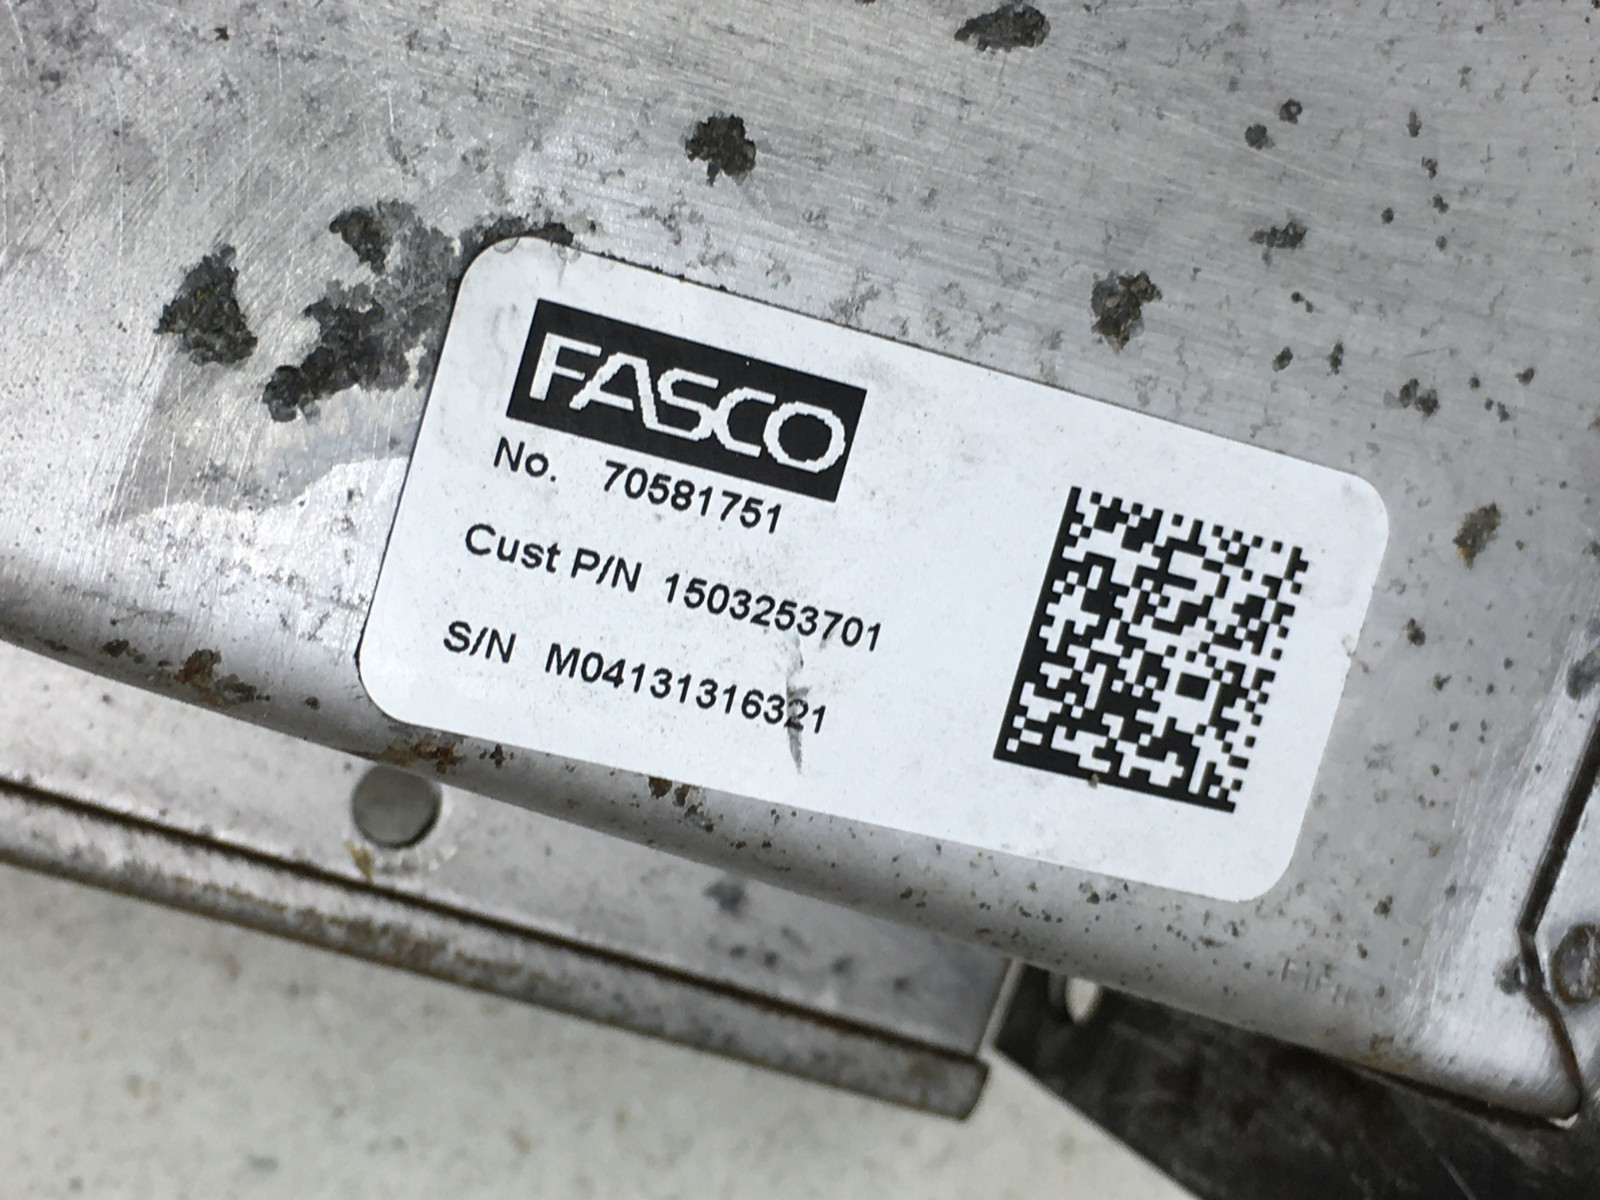 FASCO
No. 70581751
Cust P/N 1503253701
S/N M04131316321